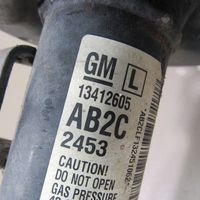 GM L
13412605
AB2C
2453
CAUTION!
DO NOT OPEN
GAS PRESSURE